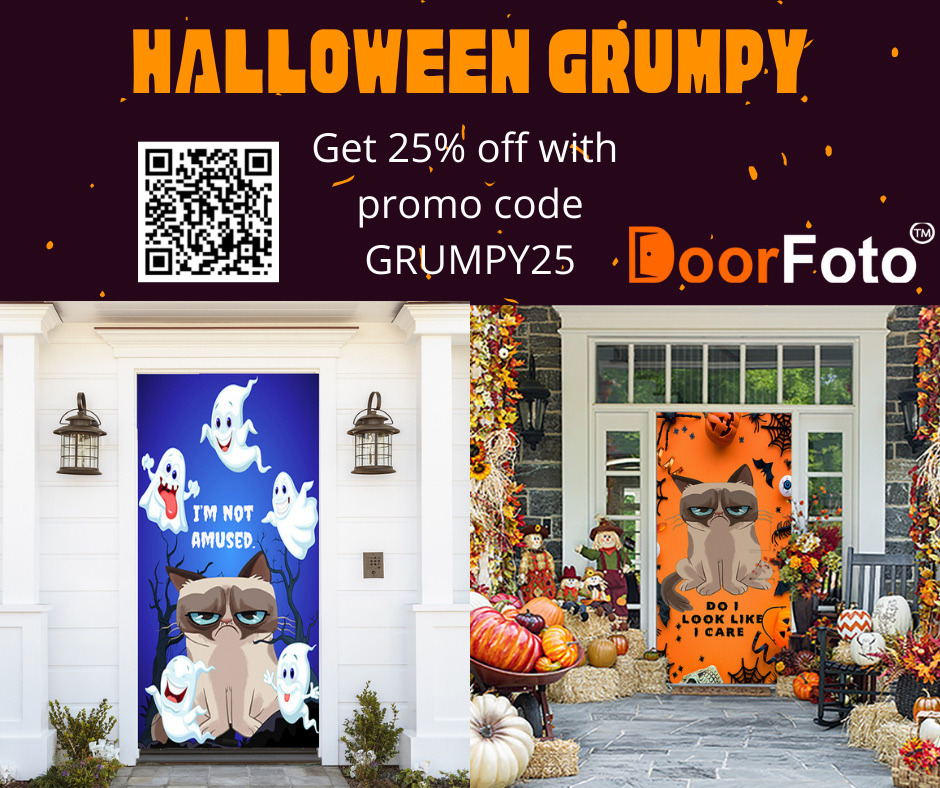 HALLOWEEN GRUMPY
Get 25% off with
promo code
GRUMPY25
DoorFoto™
I'M NOT
AMUSED.
DO I
LOOK LIKE
I CARE